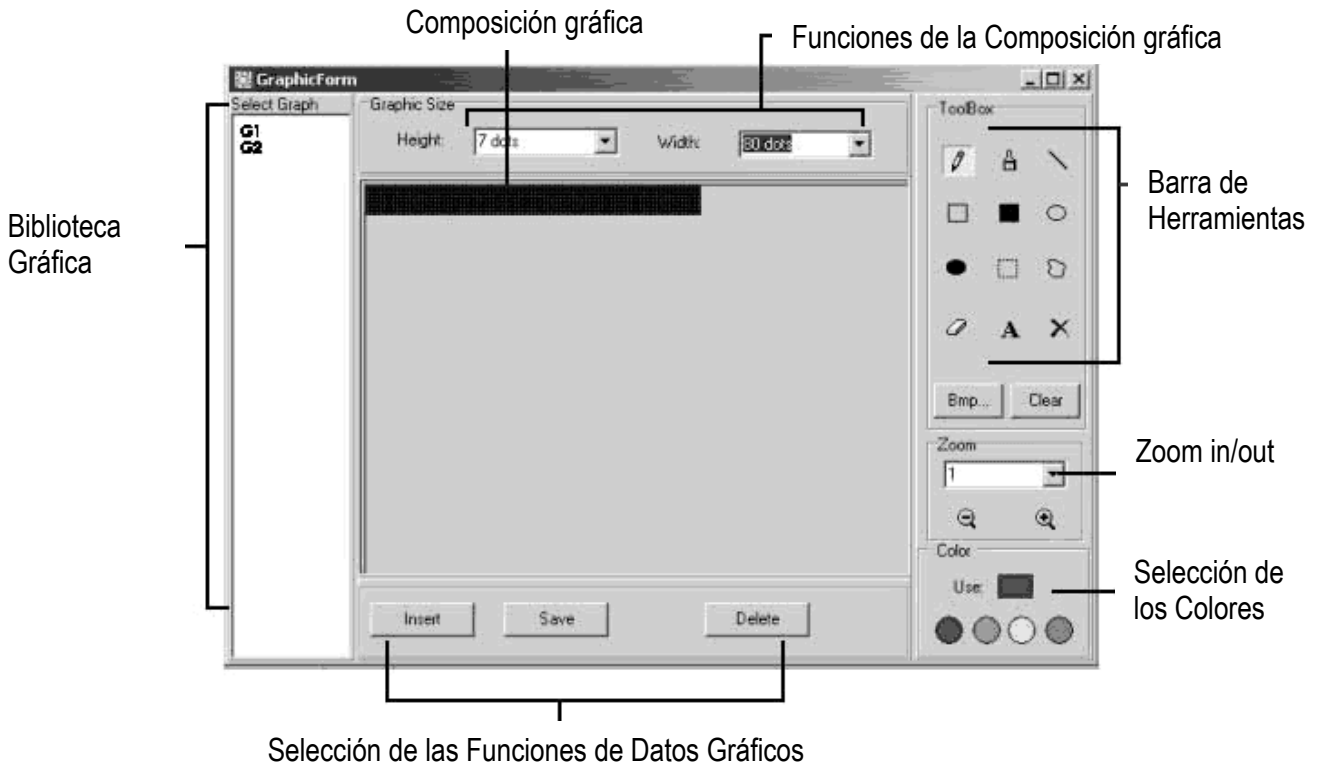 Composición gráfica
Funciones de la Composición gráfica
GraphicForm
Select Graph
G1
G2
Graphic Size
Height:
7 dots
Width:
80 dots
ToolBox
A
Bmp...
Clear
Barra de
Herramientas
Biblioteca
Gráfica
Zoom
1
Zoom in/out
Color
Use:
Selección de
los Colores
Insert
Save
Delete
Selección de las Funciones de Datos Gráficos